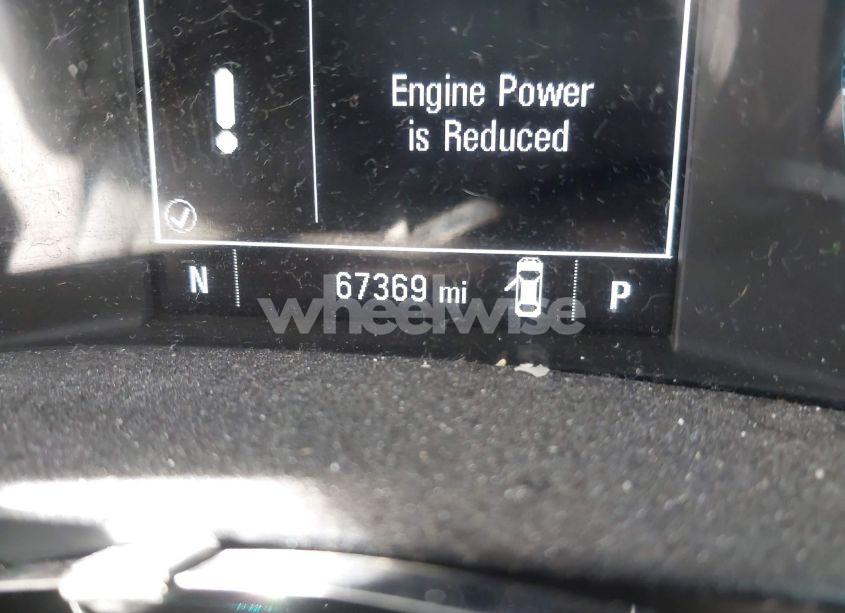 Engine Power
is Reduced
N 67369 mi P
wheelwise